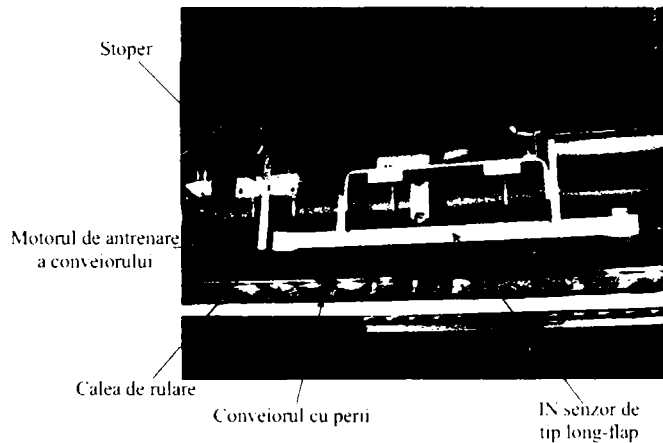 Stoper
Motorul de antrenare
a conveiorului
Calea de rulare
Conveiorul cu perii
IN senzor de
tip long-flap